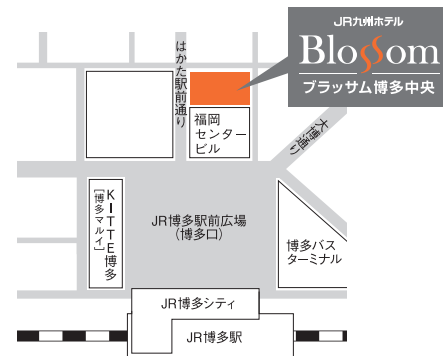 JR九州ホテル
Blossom
ブラッサム博多中央
はかた駅前通り
福岡
センター
ビル
大博通り
KITTE博多
[博多マルイ]
JR博多駅前広場
(博多口)
博多バス
ターミナル
JR博多シティ
JR博多駅